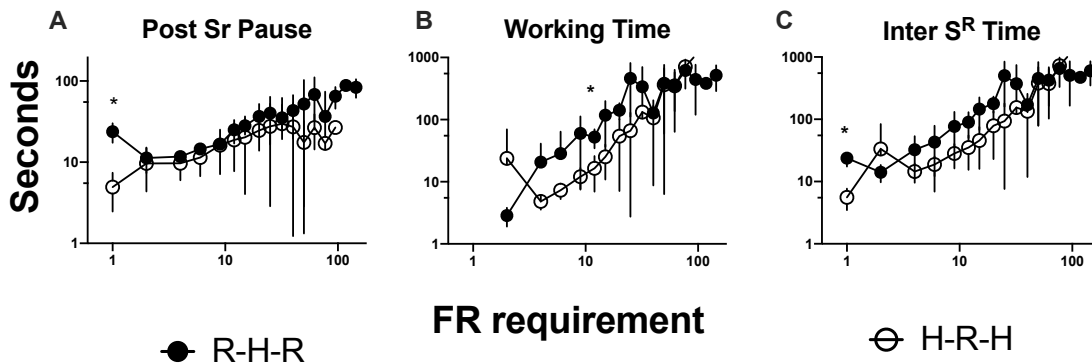 A Post Sr Pause
B Working Time
C Inter Sᴿ Time
Seconds
100
10
1
*
1 10 100
1000
100
10
1
*
1 10 100
1000
100
10
1
*
1 10 100
FR requirement
R-H-R
H-R-H